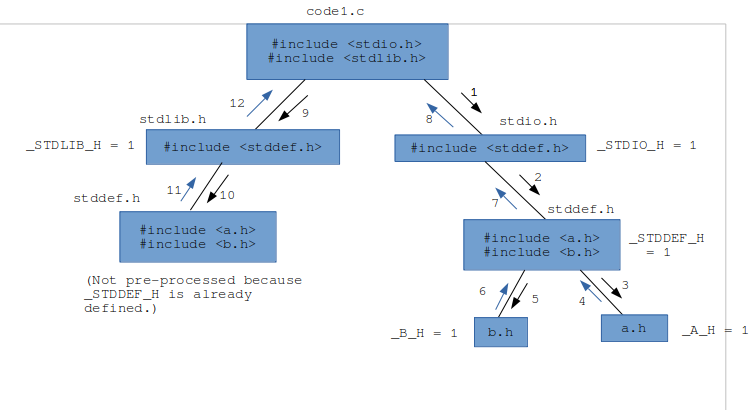 code1.c
#include <stdio.h>
#include <stdlib.h>
12
9
1
8
stdlib.h
stdio.h
_STDLIB_H = 1
#include <stddef.h>
#include <stddef.h>
_STDIO_H = 1
11
10
2
7
stddef.h
stddef.h
#include <a.h>
#include <b.h>
#include <a.h>
#include <b.h>
_STDDEF_H
= 1
(Not pre-processed because
_STDDEF_H is already
defined.)
6
5
4
3
_B_H = 1
b.h
a.h
_A_H = 1